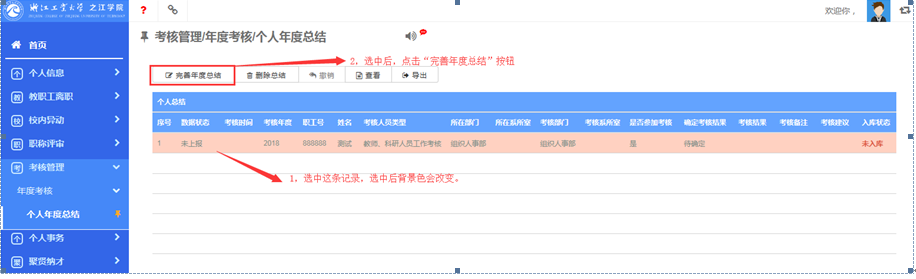 浙江工业大学 之江学院
?
欢迎你，
首页
考核管理/年度考核/个人年度总结
2，选中后，点击“完善年度总结”按钮
个人信息
教职工离职
校内异动
职称评审
考核管理
年度考核
个人年度总结
个人事务
聚贤纳才
完善年度总结 删除总结 撤销 查看 导出
个人总结
序号 数据状态 考核时间 考核年度 职工号 姓名 考核人员类型 所在部门 所在系所室 考核部门 考核系所室 是否参加考核 确定考核结果 考核结果 考核备注 考核建议 入库状态
1 未上报 2018 888888 测试 教师、科研人员工作考核 组织人事部 组织人事部 是 待确定 未入库
1，选中这条记录，选中后背景色会改变。